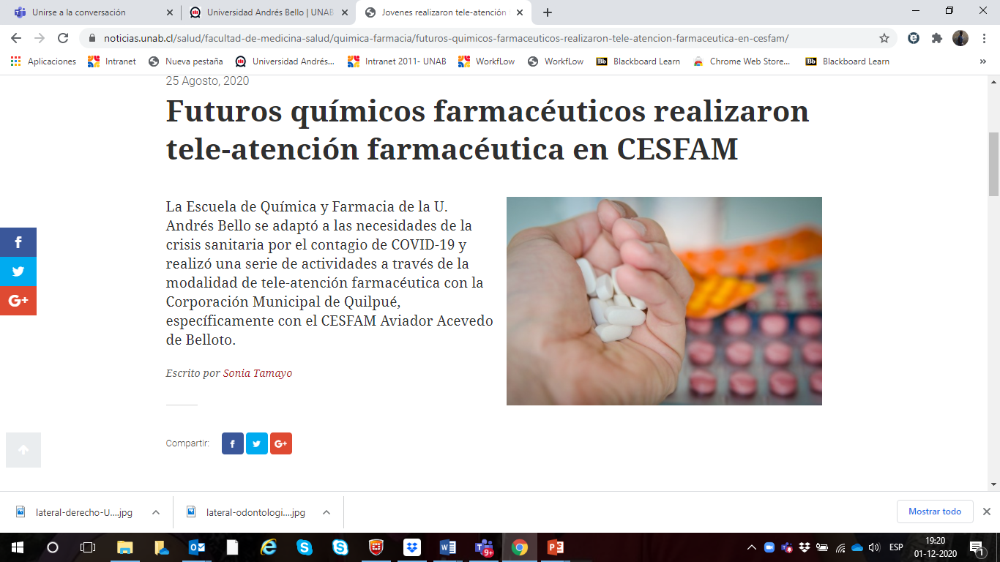 Unirse a la conversación
Universidad Andrés Bello | UNAB
Jovenes realizaron tele-atención
noticias.unab.cl/salud/facultad-de-medicina-salud/quimica-farmacia/futuros-quimicos-farmaceuticos-realizaron-tele-atencion-farmaceutica-en-cesfam/
Aplicaciones
Intranet
Nueva pestaña
Universidad Andrés...
Intranet 2011- UNAB
WorkfLow
WorkfLow
Bb Blackboard Learn
Chrome Web Store...
Bb Blackboard Learn
»
25 Agosto, 2020
Futuros químicos farmacéuticos realizaron
tele-atención farmacéutica en CESFAM
La Escuela de Química y Farmacia de la U.
Andrés Bello se adaptó a las necesidades de la
crisis sanitaria por el contagio de COVID-19 y
realizó una serie de actividades a través de la
modalidad de tele-atención farmacéutica con la
Corporación Municipal de Quilpué,
específicamente con el CESFAM Aviador Acevedo
de Belloto.
Escrito por Sonia Tamayo
f
G+
Compartir:
f
G+
lateral-derecho-U....jpg
lateral-odontologi....jpg
Mostrar todo
9+
ESP
19:20
01-12-2020
1